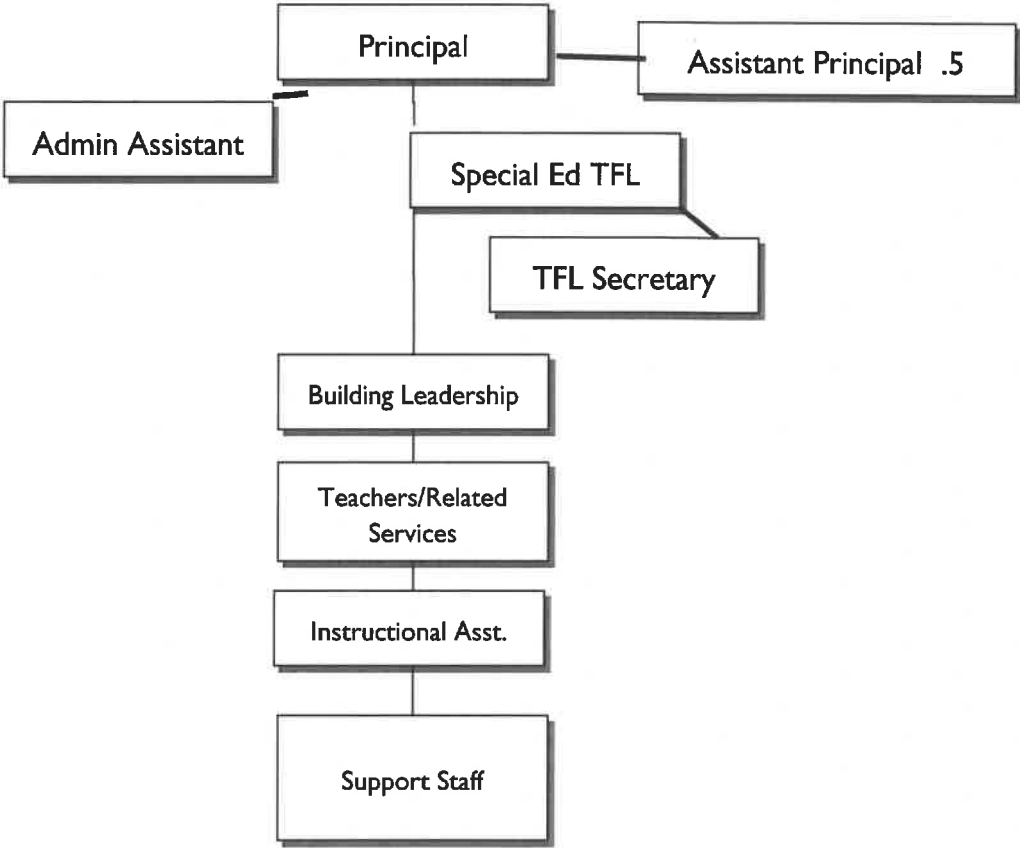 Principal
Assistant Principal .5
Admin Assistant
Special Ed TFL
TFL Secretary
Building Leadership
Teachers/Related
Services
Instructional Asst.
Support Staff